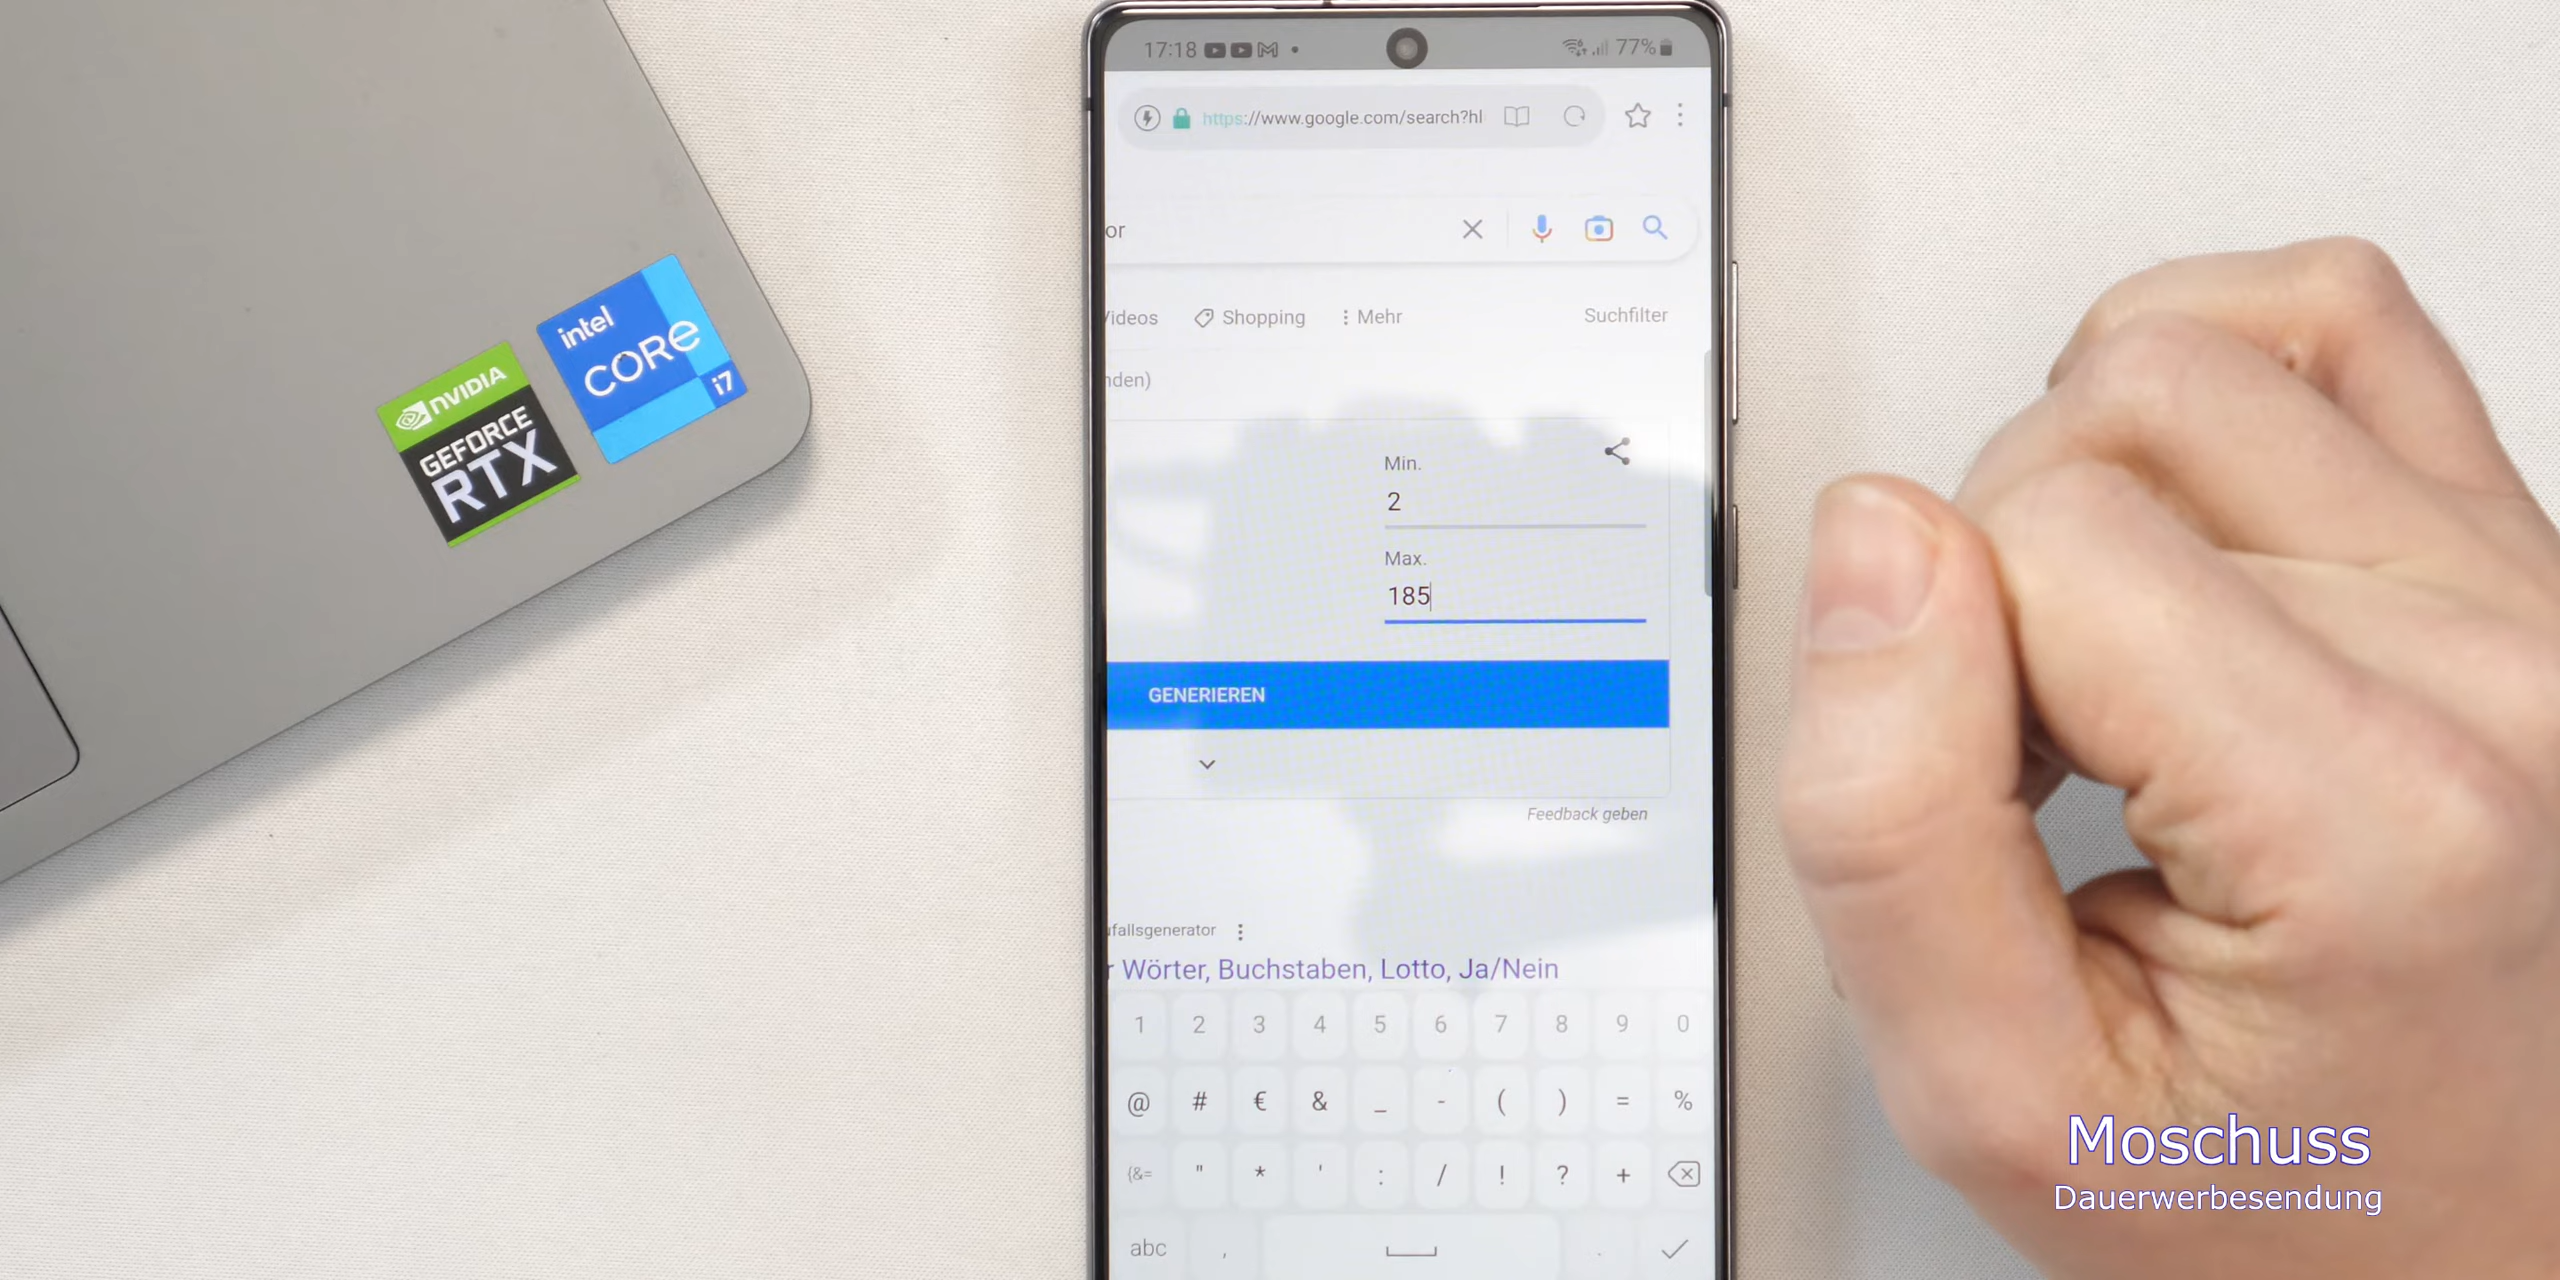 17:18
77%
https://www.google.com/search?hl
or
Videos
Shopping
Mehr
Suchfilter
nden)
Min.
2
Max.
185
GENERIEREN
Feedback geben
ufallsgenerator
r Wörter, Buchstaben, Lotto, Ja/Nein
1 2 3 4 5 6 7 8 9 0
@ # € & _ - ( ) = %
(&= " * ' : / ! ? +
abc , .
intel
CORE
i7
NVIDIA
GEFORCE
RTX
Moschuss
Dauerwerbesendung